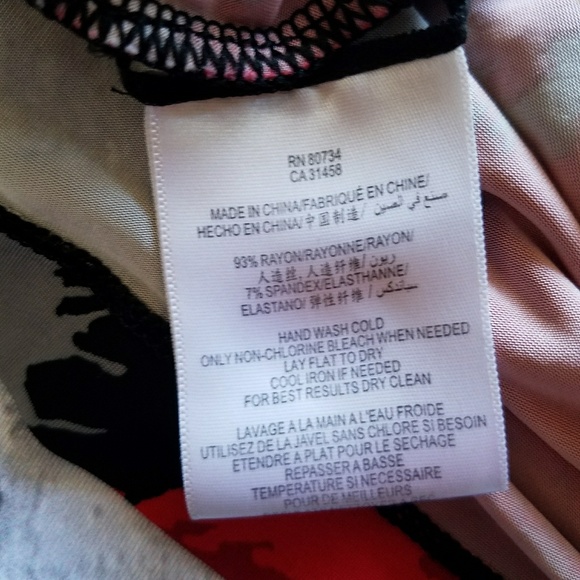 RN 80734
CA 31458
MADE IN CHINA/FABRIQUÉ EN CHINE/
HECHO EN CHINA/中国制造/ صنع في الصين
93% RAYON/RAYONNE/RAYON/
人造丝, 人造纤维/ ريون/
7% SPANDEX/ELASTHANNE/
ELASTANO/ 弹性纤维 / سباندكس/
HAND WASH COLD
ONLY NON-CHLORINE BLEACH WHEN NEEDED
LAY FLAT TO DRY
COOL IRON IF NEEDED
FOR BEST RESULTS DRY CLEAN
LAVAGE A LA MAIN A L'EAU FROIDE
UTILISEZ DE LA JAVEL SANS CHLORE SI BESOIN
ETENDRE A PLAT POUR LE SECHAGE
REPASSER A BASSE
TEMPERATURE SI NECESSAIRE
POUR DE MEILLEURS